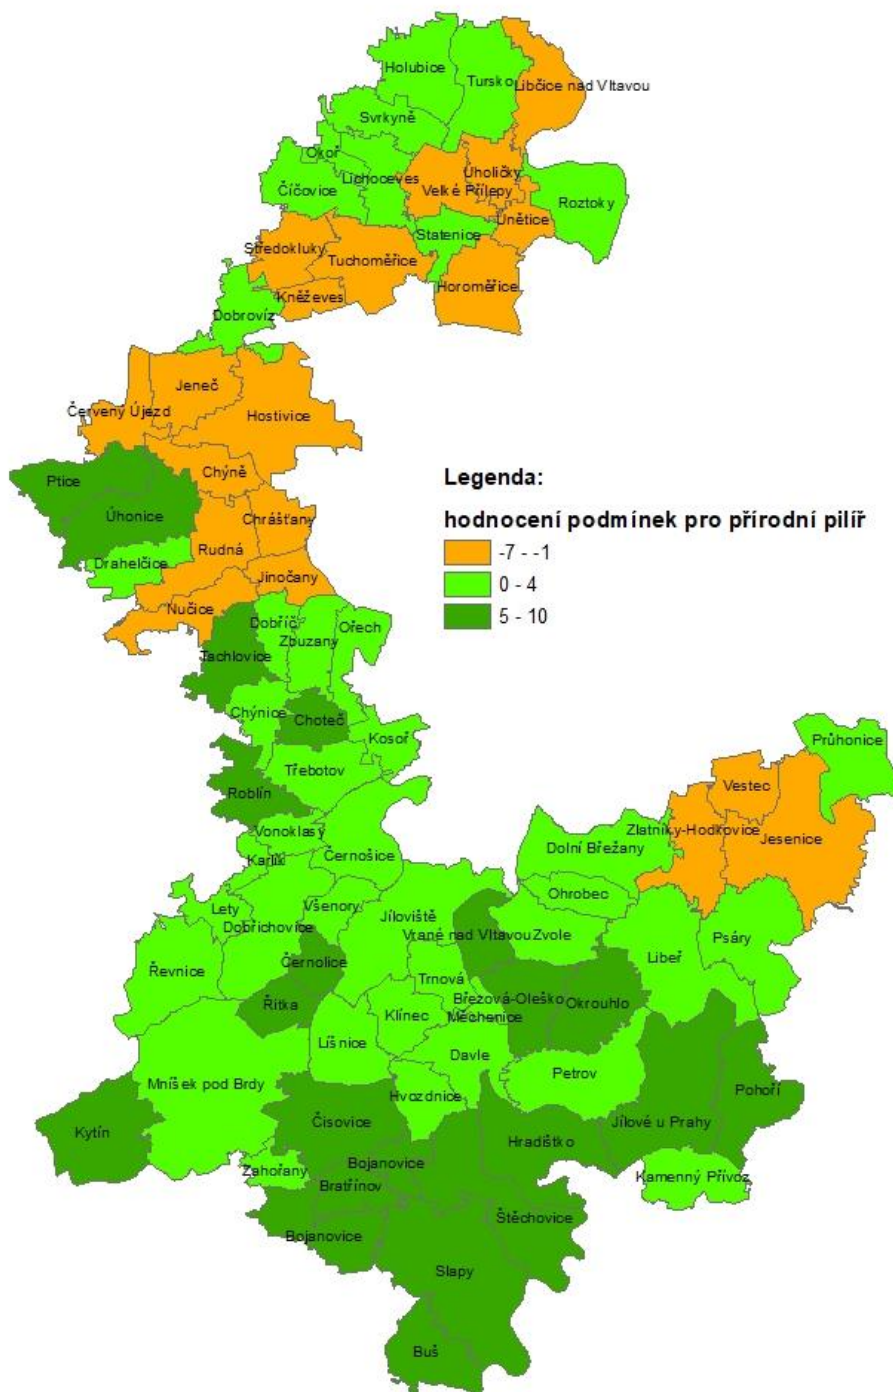 Holubice
Tursko
Libčice nad Vltavou
Svrkyně
Okoř
Lichoceves
Úholičky
Číčovice
Velké Přílepy
Roztoky
Únětice
Statenice
Středokluky
Tuchoměřice
Horoměřice
Kněževes
Dobrovíz
Jeneč
Červený Újezd
Hostivice
Ptice
Chýně
Úhonice
Chrášťany
Rudná
Drahelčice
Jinočany
Nučice
Legenda:
hodnocení podmínek pro přírodní pilíř
-7 - -1
0 - 4
5 - 10
Dobříč
Ořech
Zbuzany
Tachlovice
Chýnice
Choteč
Kosoř
Průhonice
Třebotov
Vestec
Roblín
Vonoklasy
Zlatníky-Hodkovice
Jesenice
Karlík
Černošice
Dolní Břežany
Ohrobec
Lety
Všenory
Jíloviště
Dobřichovice
Vrané nad Vltavou
Zvole
Psáry
Řevnice
Černolice
Libeř
Trnová
Řitka
Březová-Oleško
Okrouhlo
Klínec
Měchenice
Líšnice
Davle
Petrov
Mníšek pod Brdy
Hvozdnice
Pohoří
Kytín
Čisovice
Jílové u Prahy
Hradištko
Bojanovice
Zahořany
Kamenný Přívoz
Bratřínov
Štěchovice
Bojanovice
Slapy
Buš